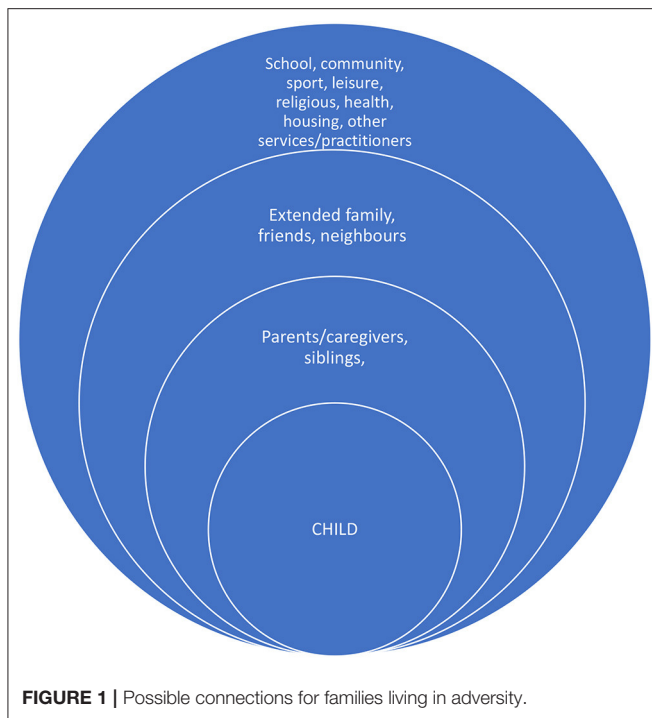 School, community,
sport, leisure,
religious, health,
housing, other
services/practitioners
Extended family,
friends, neighbours
Parents/caregivers,
siblings,
CHILD
FIGURE 1 | Possible connections for families living in adversity.